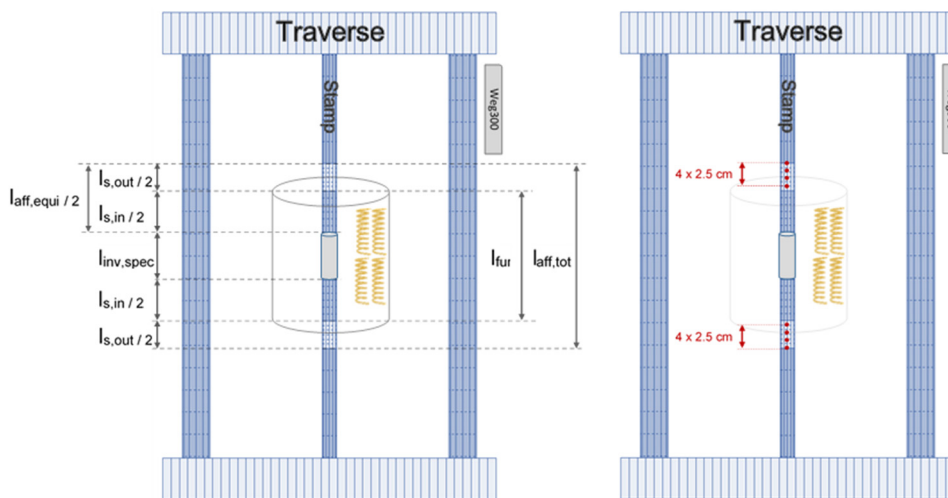 Traverse
Stamp
Weg300
l_s,out / 2
l_aff,equi / 2
l_s,in / 2
l_inv,spec
l_fur
l_aff,tot
l_s,in / 2
l_s,out / 2
Traverse
Stamp
4 x 2.5 cm
4 x 2.5 cm